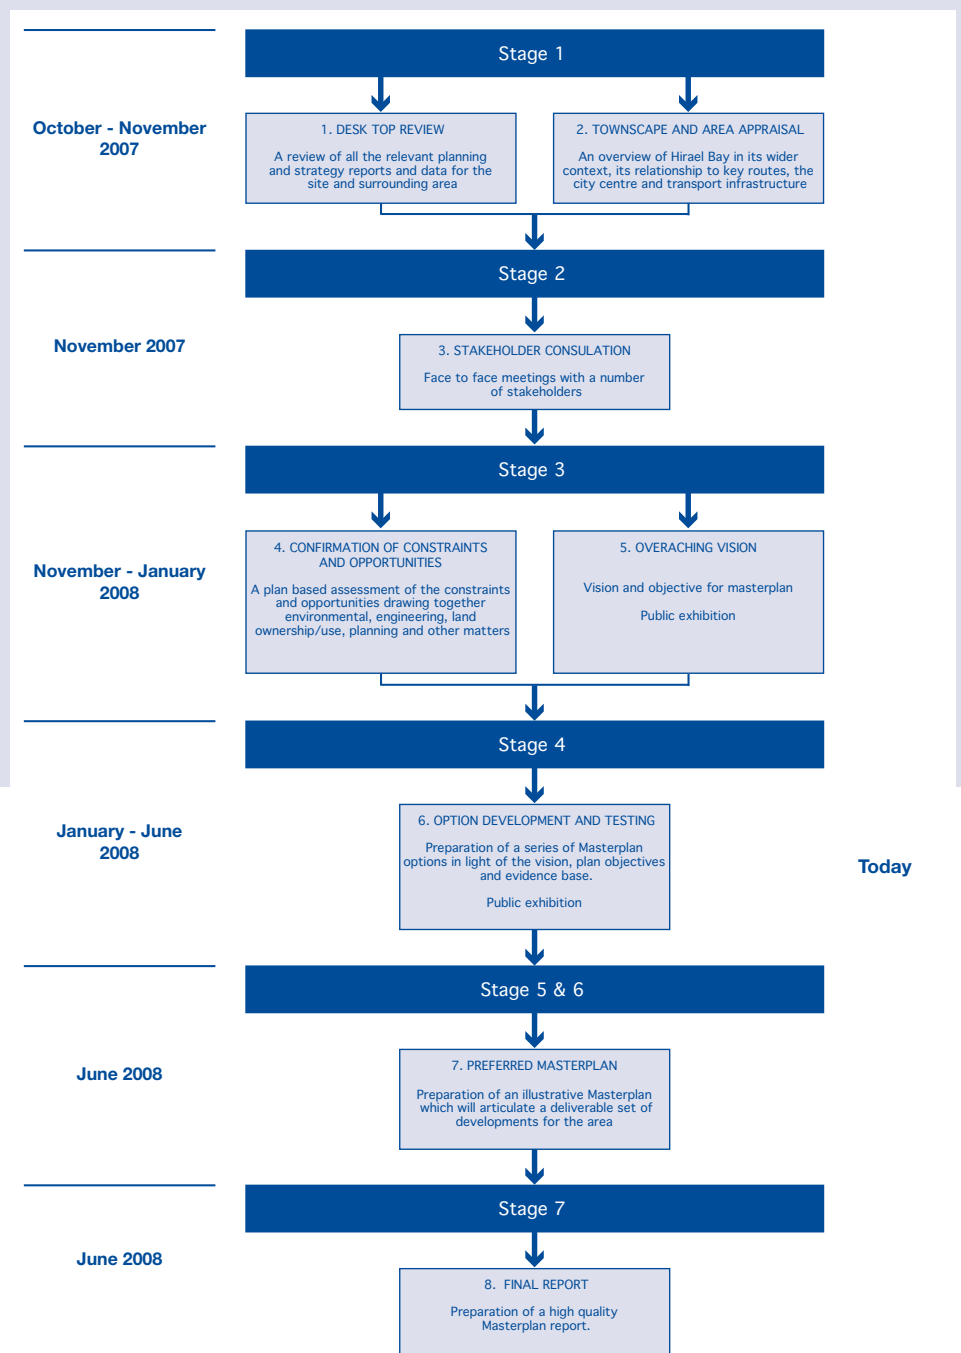 Stage 1
October - November
2007
1. DESK TOP REVIEW
A review of all the relevant planning
and strategy reports and data for the
site and surrounding area
2. TOWNSCAPE AND AREA APPRAISAL
An overview of Hirael Bay in its wider
context, its relationship to key routes, the
city centre and transport infrastructure
Stage 2
November 2007
3. STAKEHOLDER CONSULATION
Face to face meetings with a number
of stakeholders
Stage 3
November - January
2008
4. CONFIRMATION OF CONSTRAINTS
AND OPPORTUNITIES
A plan based assessment of the constraints
and opportunities drawing together
environmental, engineering, land
ownership/use, planning and other matters
5. OVERACHING VISION
Vision and objective for masterplan
Public exhibition
Stage 4
January - June
2008
6. OPTION DEVELOPMENT AND TESTING
Preparation of a series of Masterplan
options in light of the vision, plan objectives
and evidence base.
Public exhibition
Today
Stage 5 & 6
June 2008
7. PREFERRED MASTERPLAN
Preparation of an illustrative Masterplan
which will articulate a deliverable set of
developments for the area
Stage 7
June 2008
8. FINAL REPORT
Preparation of a high quality
Masterplan report.